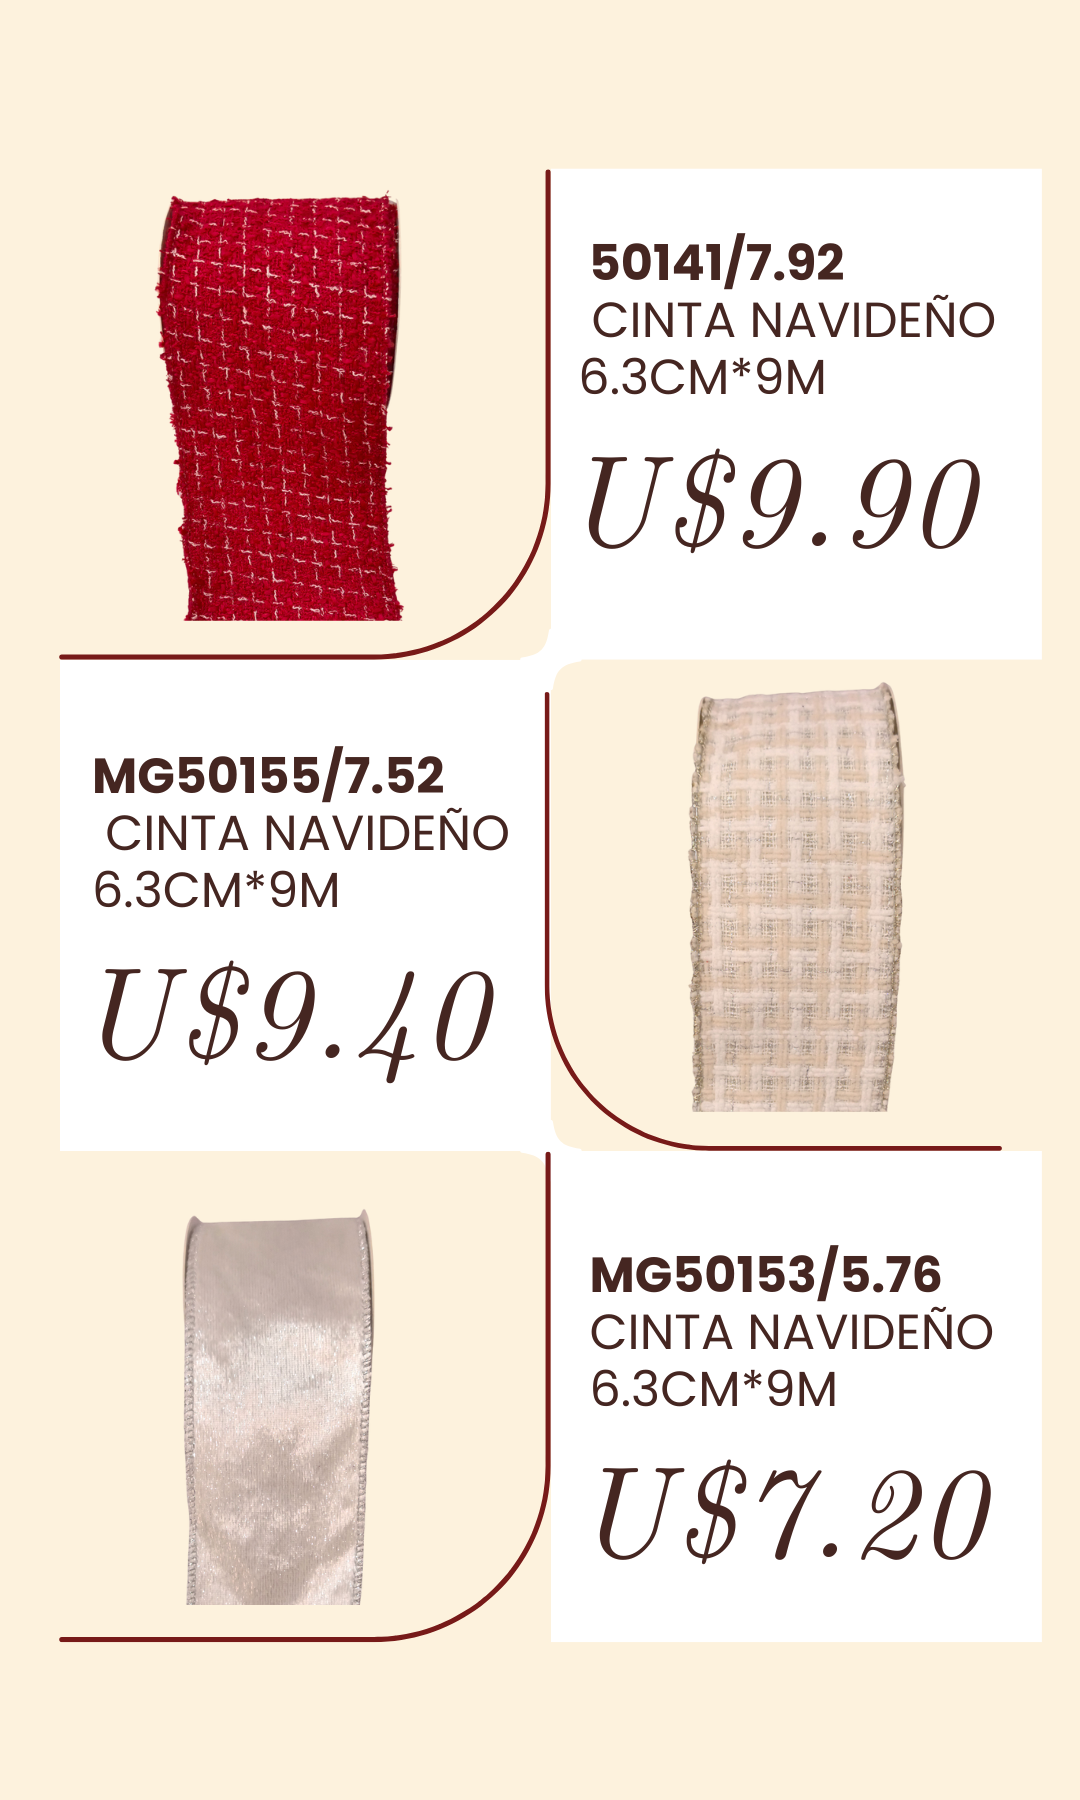 50141/7.92
CINTA NAVIDEÑO
6.3CM*9M
U$9.90
MG50155/7.52
CINTA NAVIDEÑO
6.3CM*9M
U$9.40
MG50153/5.76
CINTA NAVIDEÑO
6.3CM*9M
U$7.20